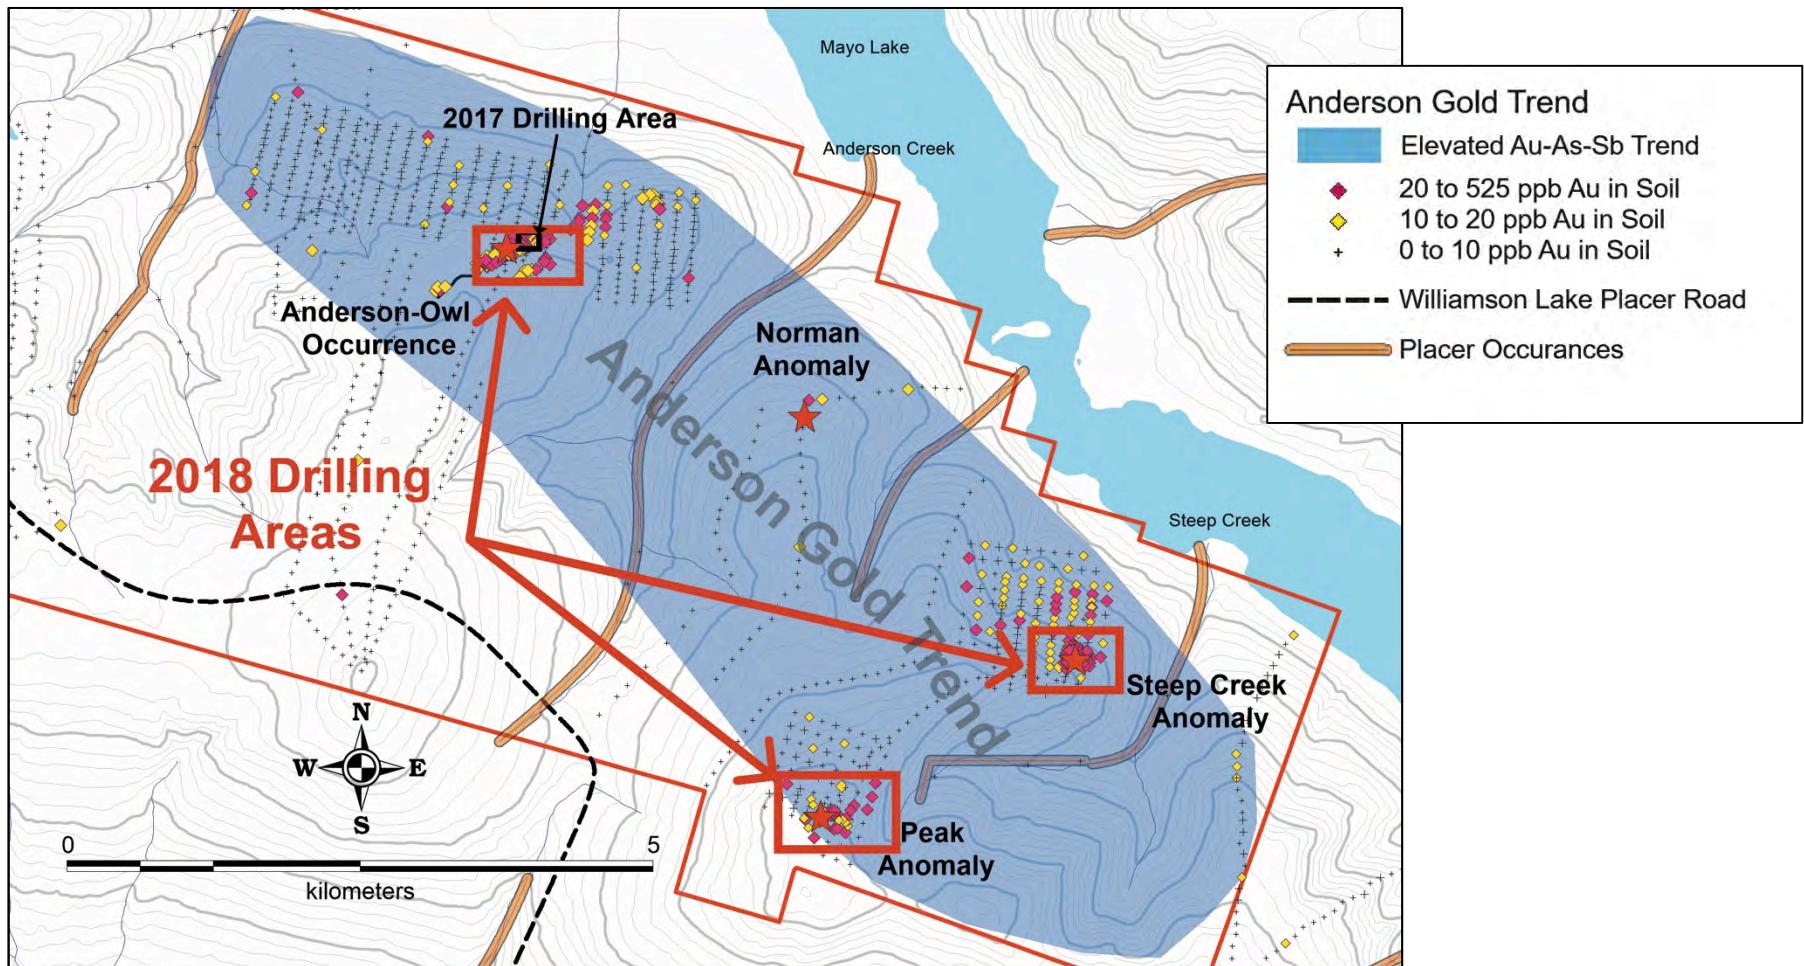 Mayo Lake
Anderson Gold Trend
Elevated Au-As-Sb Trend
2017 Drilling Area
Anderson Creek
20 to 525 ppb Au in Soil
10 to 20 ppb Au in Soil
0 to 10 ppb Au in Soil
Williamson Lake Placer Road
Placer Occurances
Anderson-Owl
Occurrence
Norman
Anomaly
Anderson Gold Trend
2018 Drilling
Areas
Steep Creek
Steep Creek
Anomaly
N
W
E
S
Peak
Anomaly
0
5
kilometers